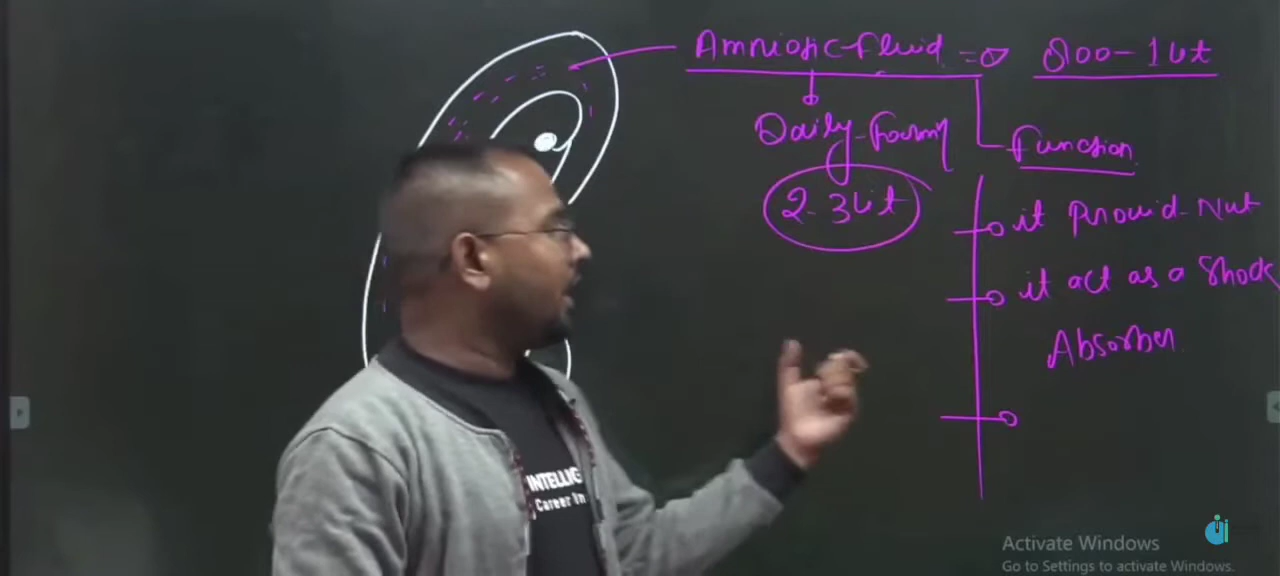 Amniotic-Fluid = 800-1 Lit
Daily-Formy
2-3 Lit
Function
it Provid-Nut
it act as a Shock
Absorber
INTELLIG
Career In
Activate Windows
Go to Settings to activate Windows.